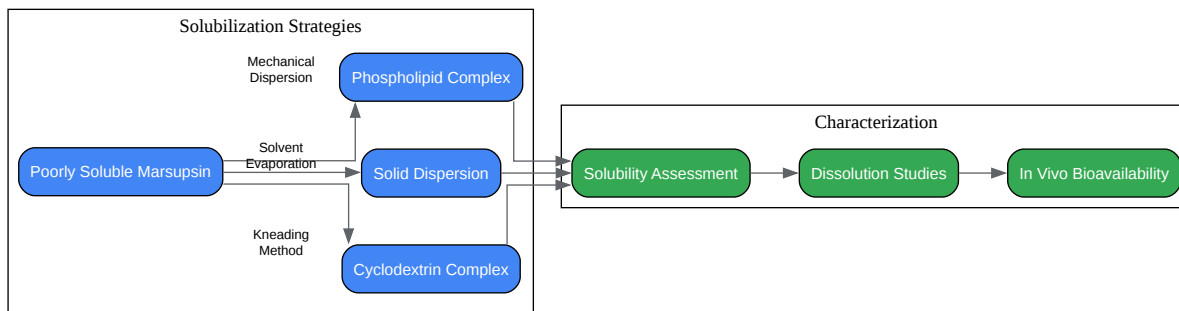 Solubilization Strategies
Mechanical
Dispersion
Phospholipid Complex
Solvent
Evaporation
Poorly Soluble Marsupsin
Solid Dispersion
Kneading
Method
Cyclodextrin Complex
Characterization
Solubility Assessment
Dissolution Studies
In Vivo Bioavailability